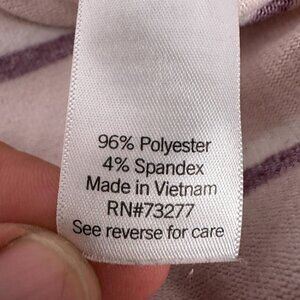 96% Polyester
4% Spandex
Made in Vietnam
RN#73277
See reverse for care